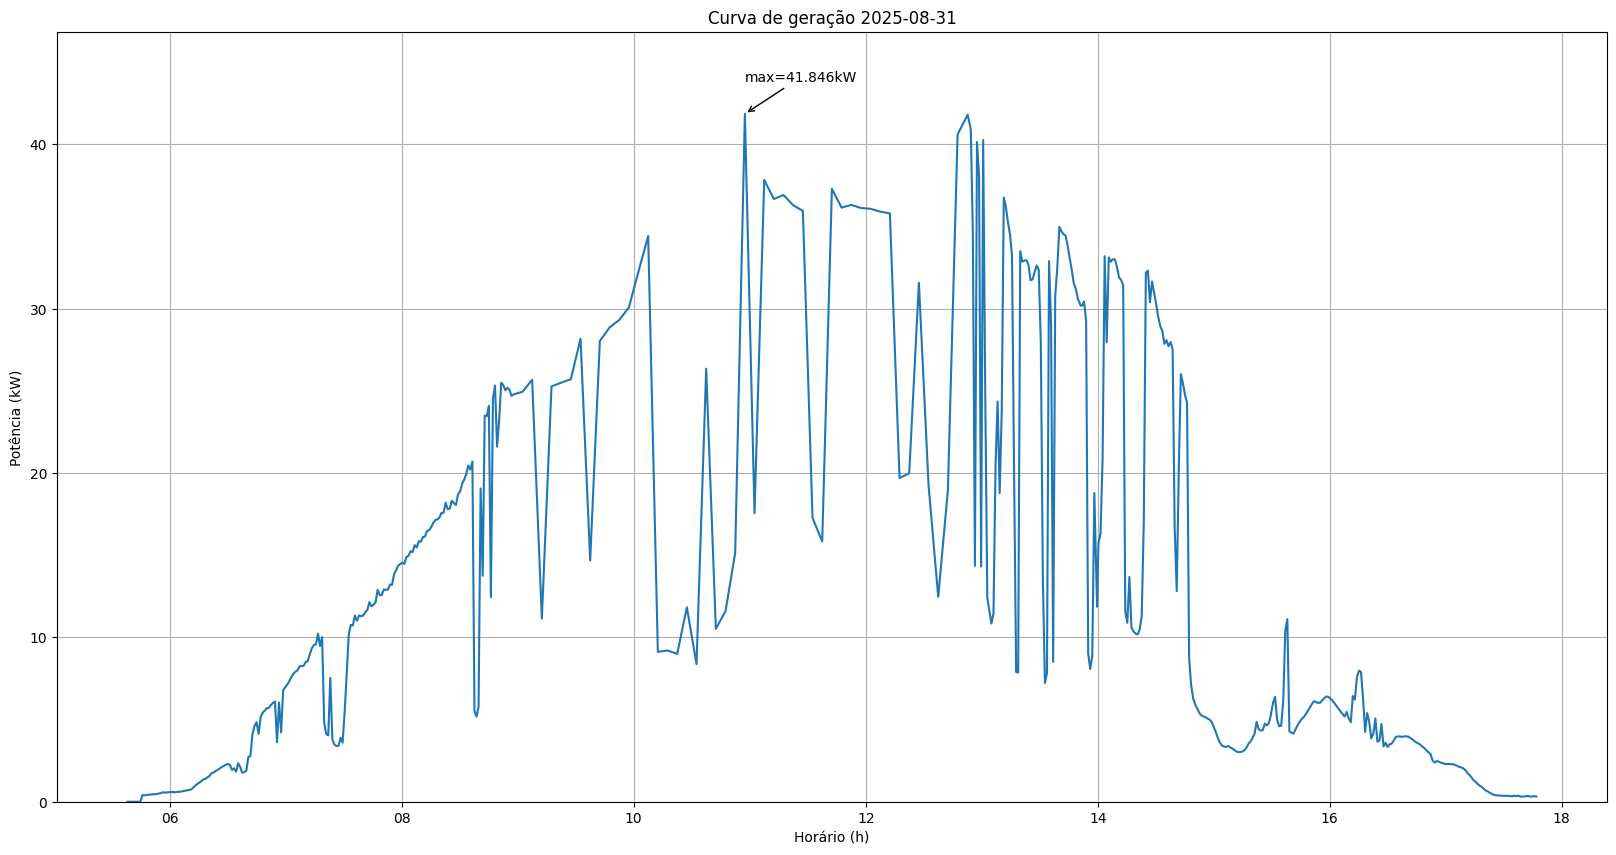 Curva de geração 2025-08-31
max=41.846kW
Potência (kW)
40
30
20
10
0
06 08 10 12 14 16 18
Horário (h)